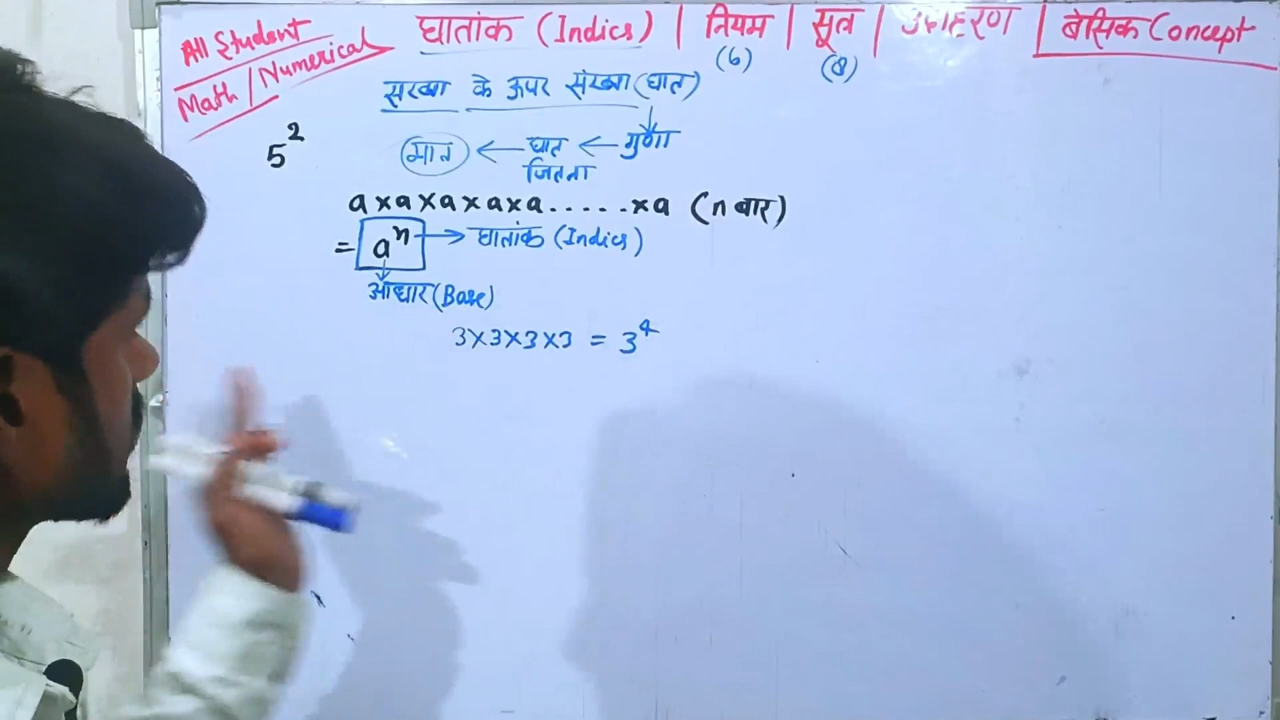 All Student
Math / Numerical
घातांक (Indics) | नियम | सूत्र | उदाहरण | बेसिक Concept
(6) (8)
सख्या के ऊपर संख्या (घात)
5²
मान ← घात ← गुणा
जितना
a×a×a×a×a......×a (n बार)
= aⁿ → घातांक (Indics)
आधार (Base)
3×3×3×3 = 3⁴